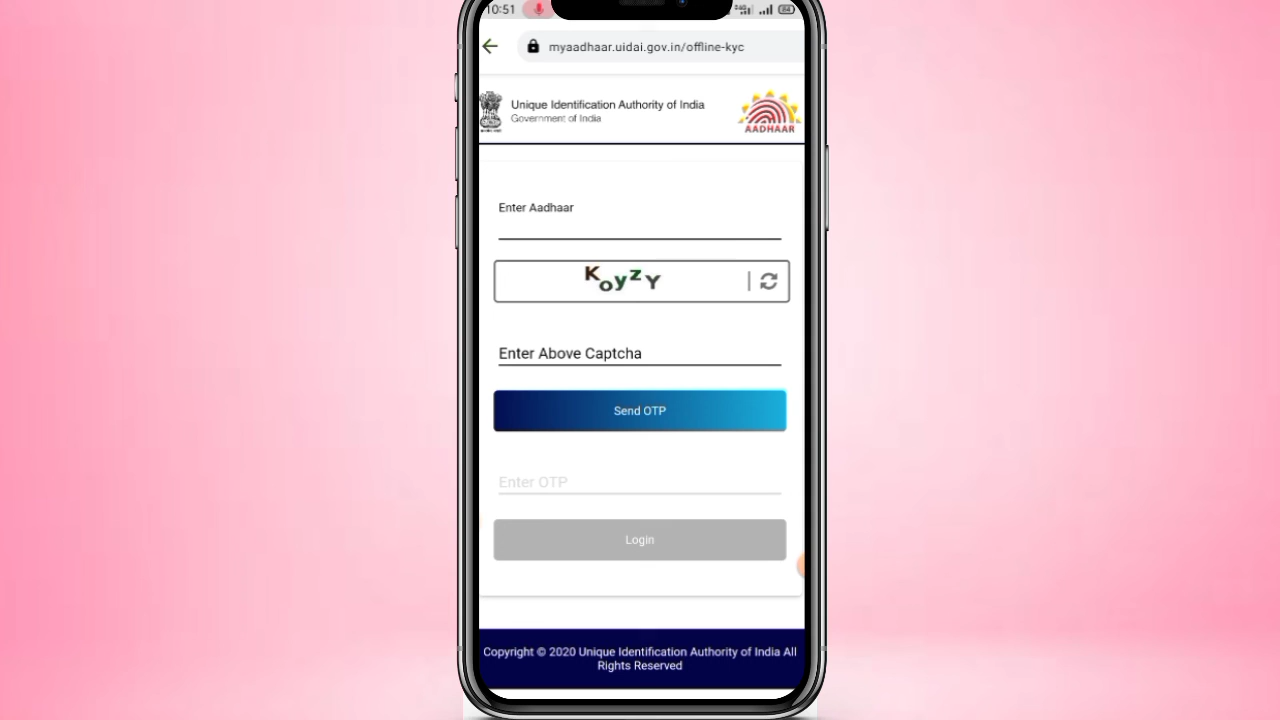 10:51
84
myaadhaar.uidai.gov.in/offline-kyc
Unique Identification Authority of India
Government of India
AADHAAR
Enter Aadhaar
KoyzY
Enter Above Captcha
Send OTP
Enter OTP
Login
Copyright © 2020 Unique Identification Authority of India All
Rights Reserved